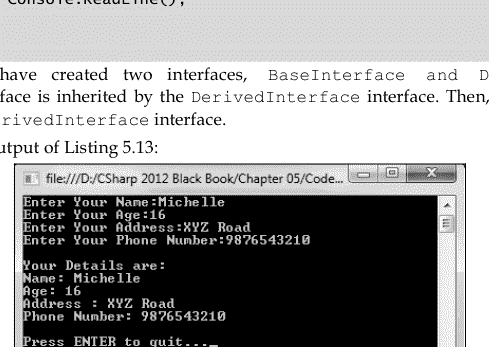 Console.ReadLine();
have created two interfaces, BaseInterface and D
face is inherited by the DerivedInterface interface. Then,
rivedInterface interface.
utput of Listing 5.13:
file:///D:/CSharp 2012 Black Book/Chapter 05/Code...
Enter Your Name:Michelle
Enter Your Age:16
Enter Your Address:XYZ Road
Enter Your Phone Number:9876543210
Your Details are:
Name: Michelle
Age: 16
Address : XYZ Road
Phone Number: 9876543210
Press ENTER to quit..._